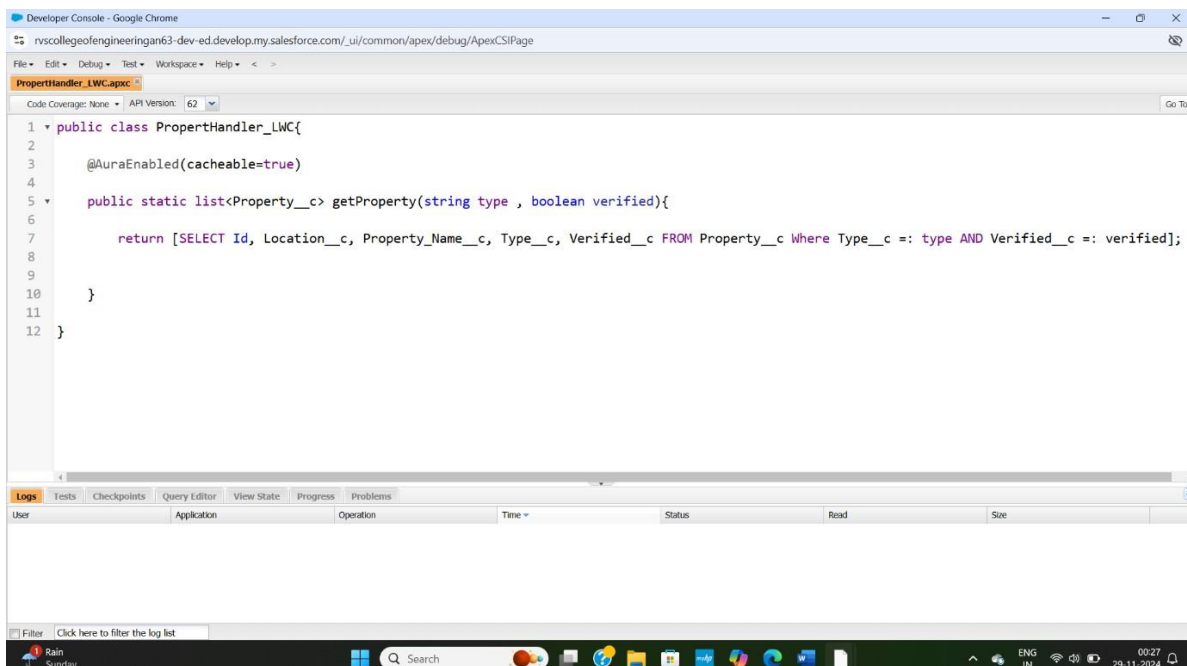 Developer Console - Google Chrome
rvscollegeofengineeringan63-dev-ed.develop.my.salesforce.com/_ui/common/apex/debug/ApexCSIPage
File Edit Debug Test Workspace Help < >
PropertHandler_LWC.apxc
Code Coverage: None API Version: 62 Go To
1 public class PropertHandler_LWC{
2
3 @AuraEnabled(cacheable=true)
4
5 public static list<Property__c> getProperty(string type , boolean verified){
6
7 return [SELECT Id, Location__c, Property_Name__c, Type__c, Verified__c FROM Property__c Where Type__c =: type AND Verified__c =: verified];
8
9
10 }
11
12 }
Logs Tests Checkpoints Query Editor View State Progress Problems
User Application Operation Time Status Read Size
Filter Click here to filter the log list
1 Rain
Sunday
Search
ENG
IN
00:27
29-11-2024